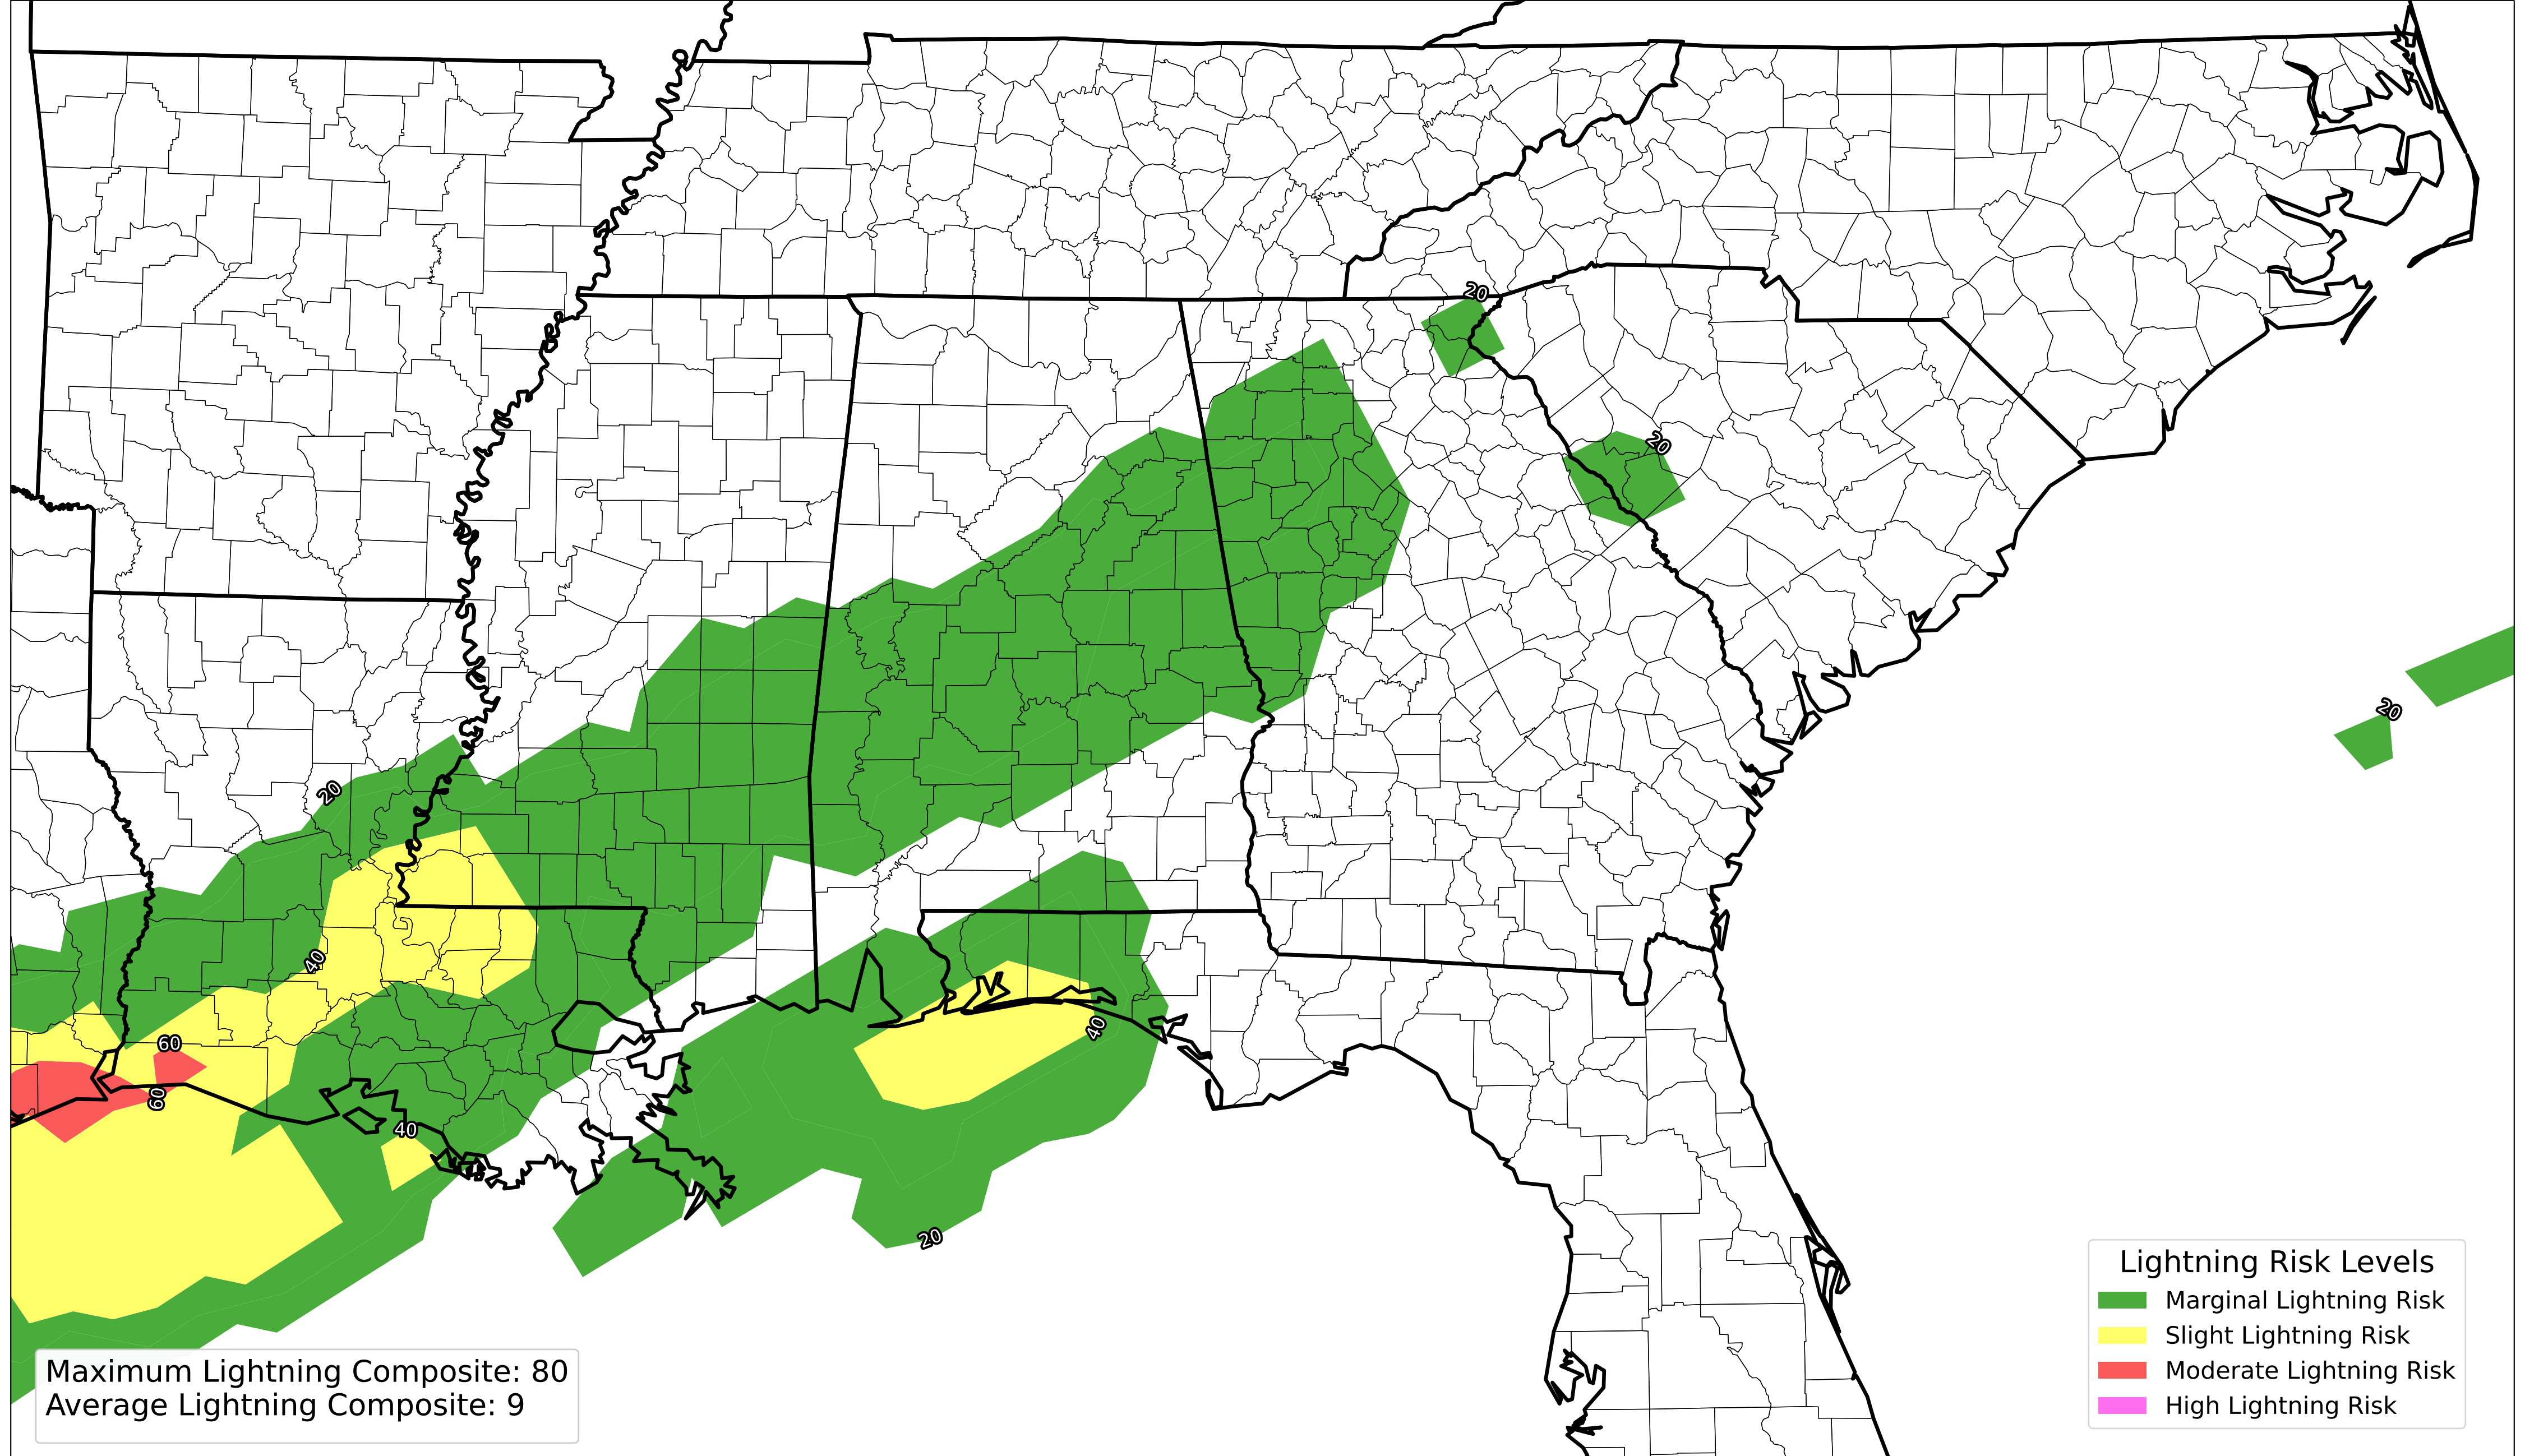 20
20
20
20
40
60
60
40
40
20
Lightning Risk Levels
Marginal Lightning Risk
Slight Lightning Risk
Moderate Lightning Risk
High Lightning Risk
Maximum Lightning Composite: 80
Average Lightning Composite: 9